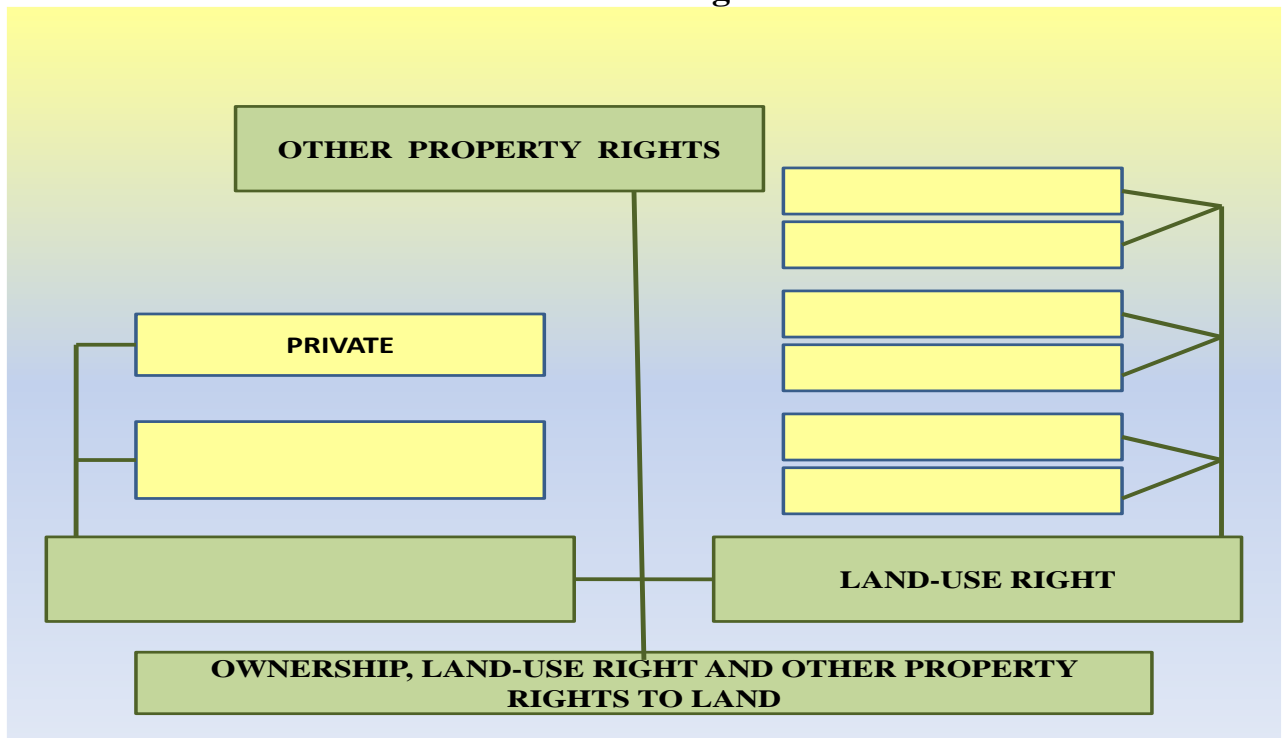 OTHER PROPERTY RIGHTS
PRIVATE
LAND-USE RIGHT
OWNERSHIP, LAND-USE RIGHT AND OTHER PROPERTY
RIGHTS TO LAND